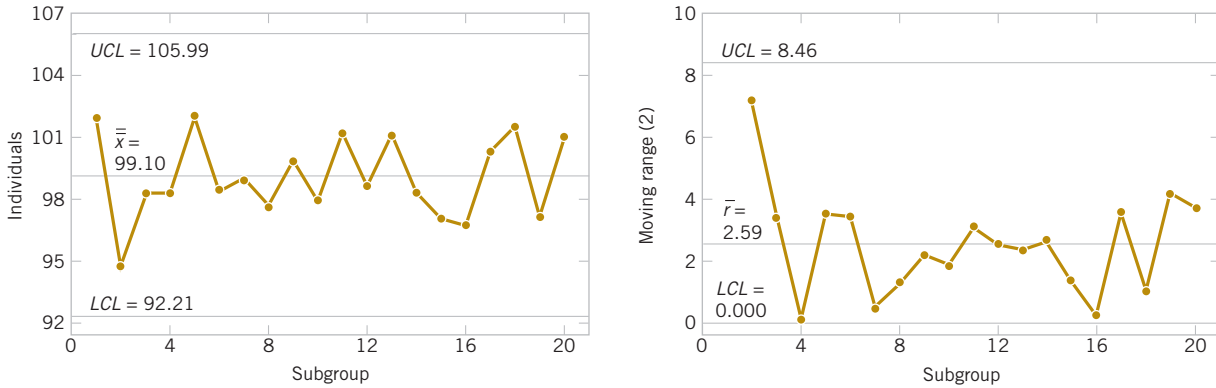 107
104
101
98
95
92
Individuals
UCL = 105.99
x̿ =
99.10
LCL = 92.21
0
4
8
12
16
20
Subgroup
10
8
6
4
2
0
Moving range (2)
UCL = 8.46
r̅ =
2.59
LCL =
0.000
0
4
8
12
16
20
Subgroup